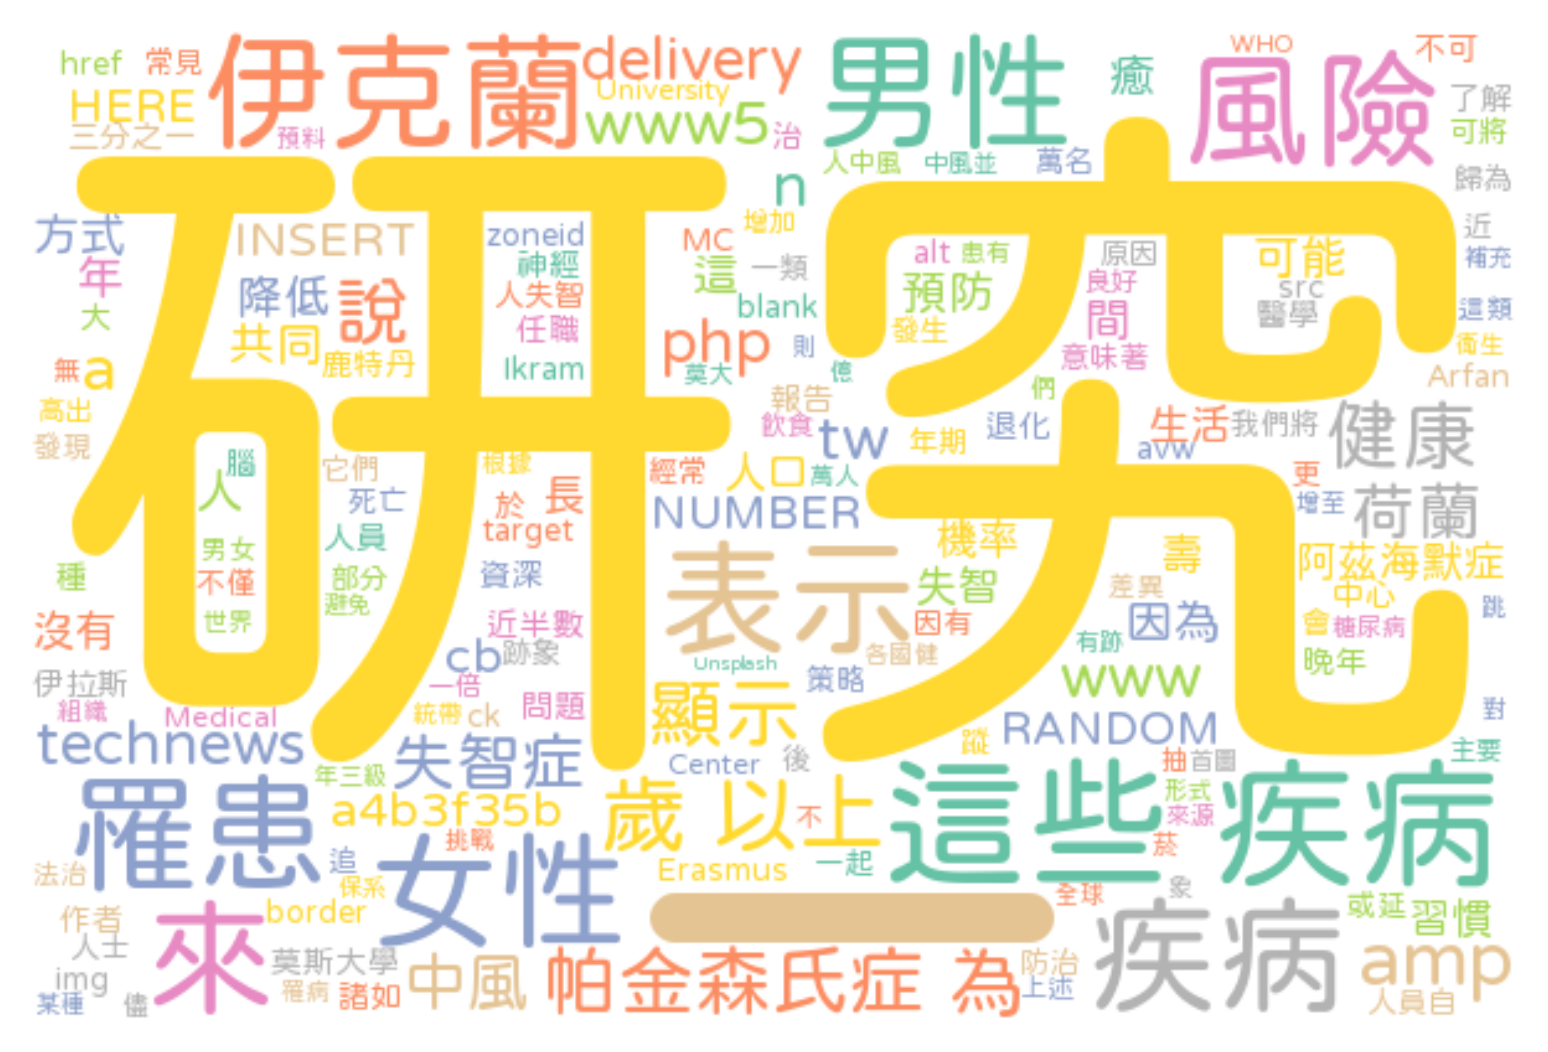 href 常見 伊克蘭 delivery 男性 癒 WHO 風險 不可
HERE University www5 了解
三分之一 預料 治 可將
人中風 中風並 萬名
研究
n 歸為
方式 INSERT zoneid 增加 近
年 神經 MC 這 一類 alt 患有 原因 可能 補充
降低 說 人失智 blank 預防 良好 src
大 任職 間 醫學 這類
共同 鹿特丹 php 則 發生 意味著 衛生
無 a Ikram 莫大 億 們 Arfan
高出 報告
發現 飲食 tw 年期 退化 生活 我們將 健康
腦 它們 根據 avw
人 死亡 經常 人口 萬人 更
於 長 NUMBER 增至 荷蘭
男女 人員 target 機率 壽 阿茲海默症
種 不僅 部分 資深 表示 失智 差異 中心
世界 避免 因有 因為 會 糖尿病 跳
沒有 近半數 有跡
伊拉斯 cb 跡象 Unsplash 各國健 www 晚年
組織 一倍 策略
Medical 統帶 ck 問題 顯示 RANDOM 對
technews 失智症 Center 後 蹤 抽 首圖 主要
年三級
罹患 a4b3f35b 歲 以上 不 這些 形式 疾病
挑戰 來源
法治 追 女性 Erasmus 一起 菸
保系 ー 全球 象
作者 border 疾病 或延 習慣
人士 來 莫斯大學 中風 帕金森氏症 為 防治 amp
img 罹病 諸如 上述 人員自
某種 儘